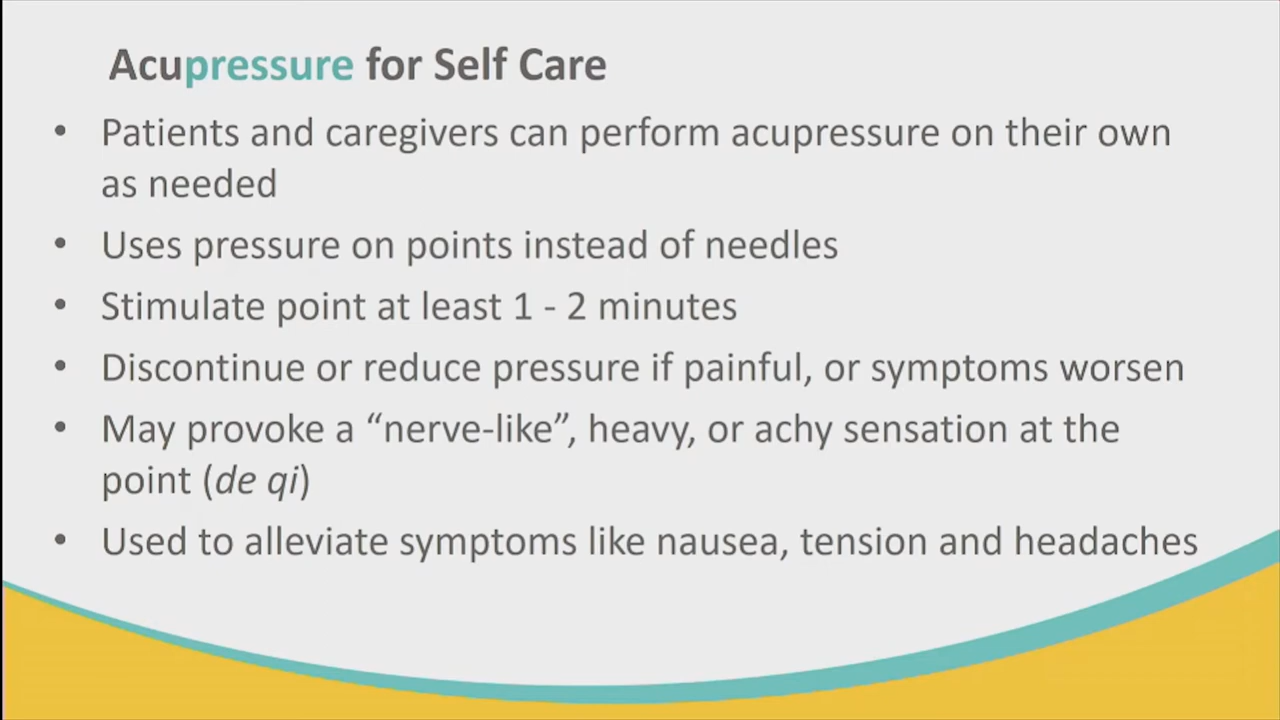 Acupressure for Self Care
• Patients and caregivers can perform acupressure on their own
as needed
• Uses pressure on points instead of needles
• Stimulate point at least 1 - 2 minutes
• Discontinue or reduce pressure if painful, or symptoms worsen
• May provoke a “nerve-like”, heavy, or achy sensation at the
point (de qi)
• Used to alleviate symptoms like nausea, tension and headaches